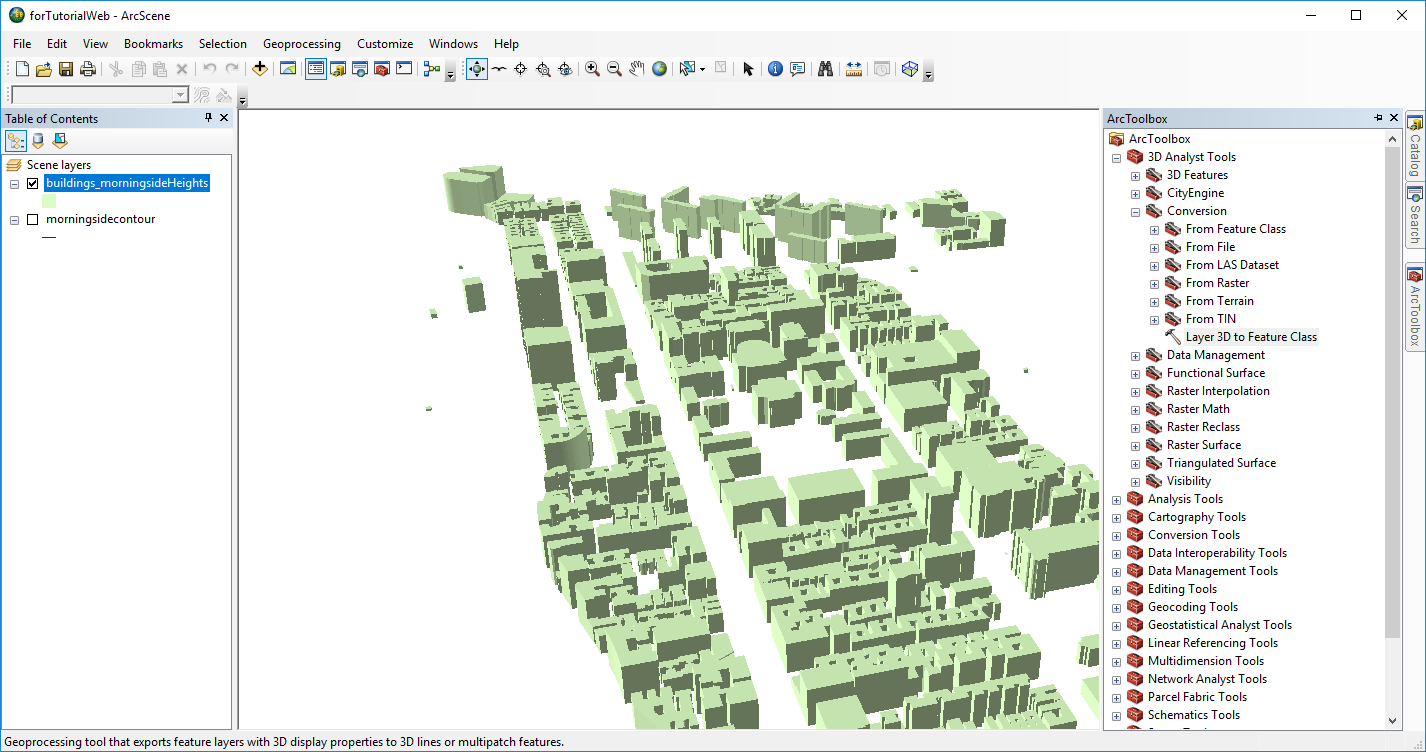 forTutorialWeb - ArcScene
File Edit View Bookmarks Selection Geoprocessing Customize Windows Help
Table of Contents
Scene layers
buildings_morningsideHeights
morningsidecontour
ArcToolbox
ArcToolbox
3D Analyst Tools
3D Features
CityEngine
Conversion
From Feature Class
From File
From LAS Dataset
From Raster
From Terrain
From TIN
Layer 3D to Feature Class
Data Management
Functional Surface
Raster Interpolation
Raster Math
Raster Reclass
Raster Surface
Triangulated Surface
Visibility
Analysis Tools
Cartography Tools
Conversion Tools
Data Interoperability Tools
Data Management Tools
Editing Tools
Geocoding Tools
Geostatistical Analyst Tools
Linear Referencing Tools
Multidimension Tools
Network Analyst Tools
Parcel Fabric Tools
Schematics Tools
Catalog
Search
ArcToolbox
Geoprocessing tool that exports feature layers with 3D display properties to 3D lines or multipatch features.